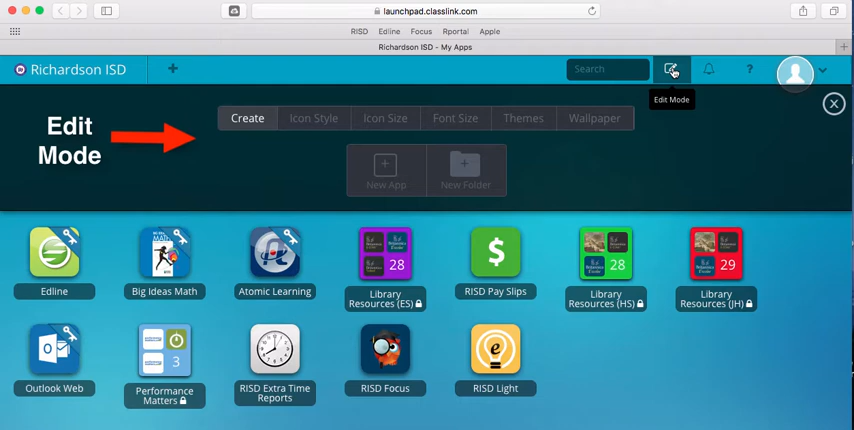 launchpad.classlink.com
RISD Edline Focus Rportal Apple
Richardson ISD - My Apps
Richardson ISD
Search
?
Edit Mode
Edit
Mode
Create Icon Style Icon Size Font Size Themes Wallpaper
New App New Folder
28
$
28
29
Edline
Big Ideas Math
Atomic Learning
Library
Resources (ES)
RISD Pay Slips
Library
Resources (HS)
Library
Resources (JH)
3
e
Outlook Web
Performance
Matters
RISD Extra Time
Reports
RISD Focus
RISD Light